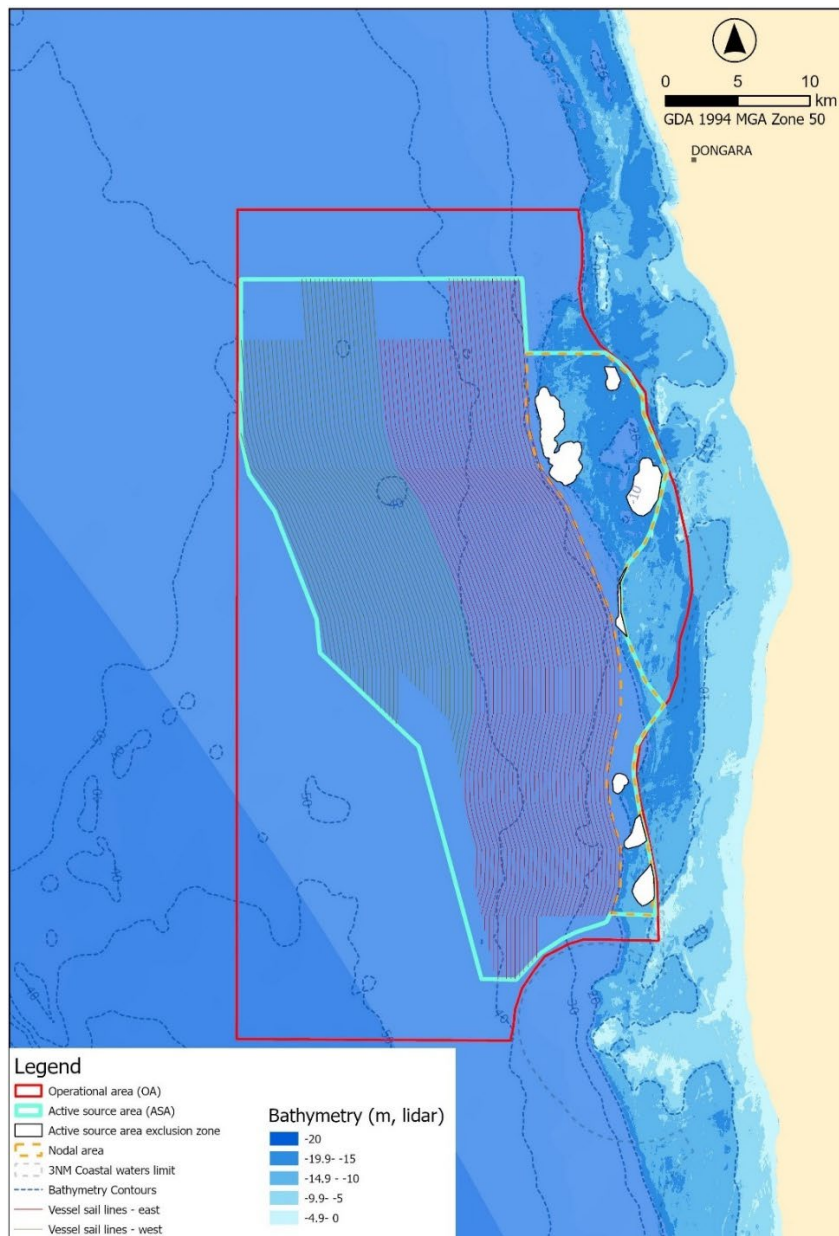 0 5 10
km
GDA 1994 MGA Zone 50
DONGARA
-10
Legend
Operational area (OA)
Active source area (ASA)
Active source area exclusion zone
Nodal area
3NM Coastal waters limit
Bathymetry Contours
Vessel sail lines - east
Vessel sail lines - west
Bathymetry (m, lidar)
-20
-19.9- -15
-14.9 - -10
-9.9- -5
-4.9- 0